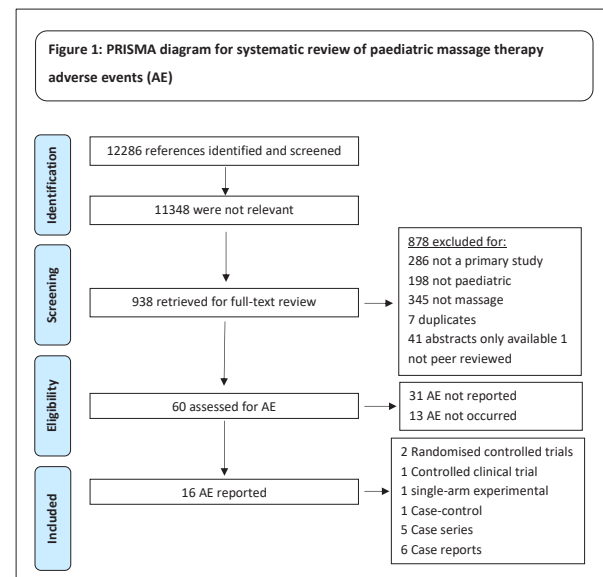 Figure 1: PRISMA diagram for systematic review of paediatric massage therapy
adverse events (AE)
Identification
12286 references identified and screened
11348 were not relevant
Screening
938 retrieved for full-text review
878 excluded for:
286 not a primary study
198 not paediatric
345 not massage
7 duplicates
41 abstracts only available 1
not peer reviewed
Eligibility
60 assessed for AE
31 AE not reported
13 AE not occurred
Included
16 AE reported
2 Randomised controlled trials
1 Controlled clinical trial
1 single-arm experimental
1 Case-control
5 Case series
6 Case reports